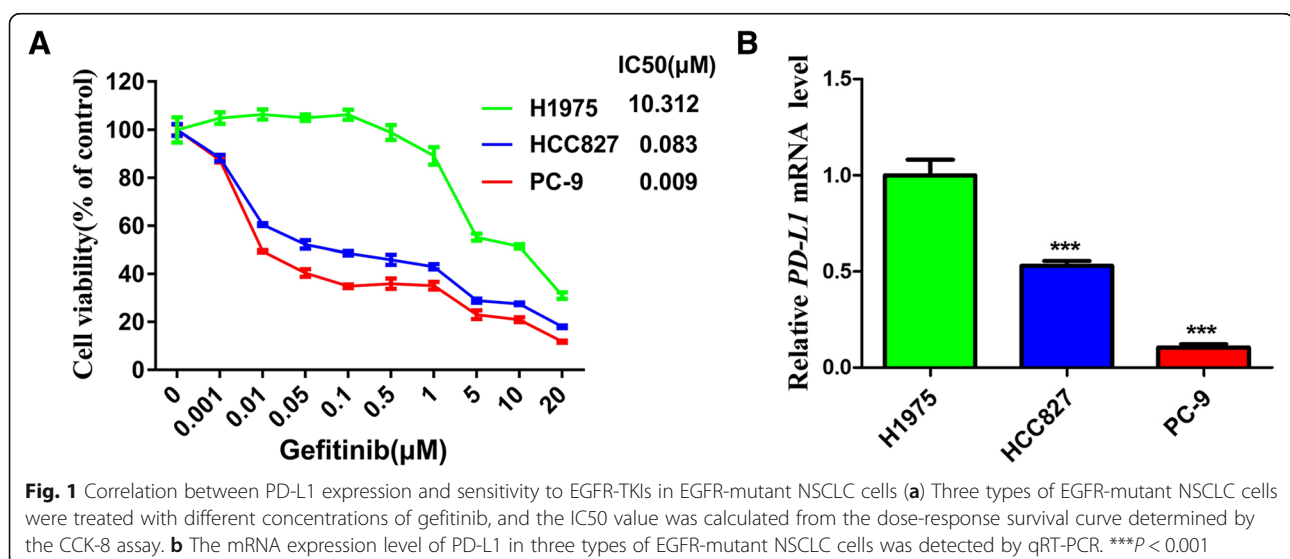 A
Cell viability(% of control)
120
100
80
60
40
20
0
0
0.001
0.01
0.05
0.1
0.5
1
5
10
20
Gefitinib(μM)
IC50(μM)
H1975 10.312
HCC827 0.083
PC-9 0.009
B
Relative PD-L1 mRNA level
1.5
1.0
0.5
0.0
***
***
H1975
HCC827
PC-9
Fig. 1 Correlation between PD-L1 expression and sensitivity to EGFR-TKIs in EGFR-mutant NSCLC cells (a) Three types of EGFR-mutant NSCLC cells
were treated with different concentrations of gefitinib, and the IC50 value was calculated from the dose-response survival curve determined by
the CCK-8 assay. b The mRNA expression level of PD-L1 in three types of EGFR-mutant NSCLC cells was detected by qRT-PCR. ***P < 0.001